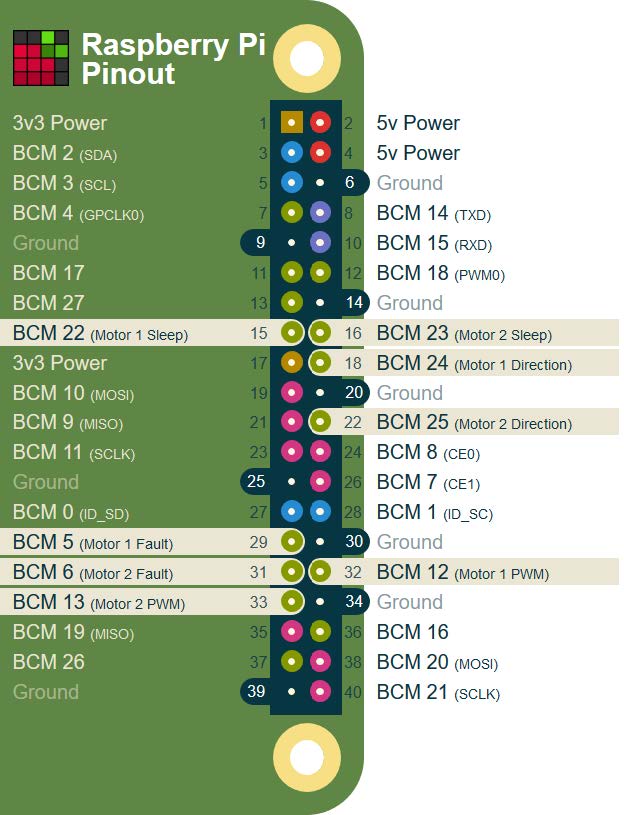 Raspberry Pi
Pinout
3v3 Power 1 2 5v Power
BCM 2 (SDA) 3 4 5v Power
BCM 3 (SCL) 5 6 Ground
BCM 4 (GPCLK0) 7 8 BCM 14 (TXD)
Ground 9 10 BCM 15 (RXD)
BCM 17 11 12 BCM 18 (PWM0)
BCM 27 13 14 Ground
BCM 22 (Motor 1 Sleep) 15 16 BCM 23 (Motor 2 Sleep)
3v3 Power 17 18 BCM 24 (Motor 1 Direction)
BCM 10 (MOSI) 19 20 Ground
BCM 9 (MISO) 21 22 BCM 25 (Motor 2 Direction)
BCM 11 (SCLK) 23 24 BCM 8 (CE0)
Ground 25 26 BCM 7 (CE1)
BCM 0 (ID_SD) 27 28 BCM 1 (ID_SC)
BCM 5 (Motor 1 Fault) 29 30 Ground
BCM 6 (Motor 2 Fault) 31 32 BCM 12 (Motor 1 PWM)
BCM 13 (Motor 2 PWM) 33 34 Ground
BCM 19 (MISO) 35 36 BCM 16
BCM 26 37 38 BCM 20 (MOSI)
Ground 39 40 BCM 21 (SCLK)